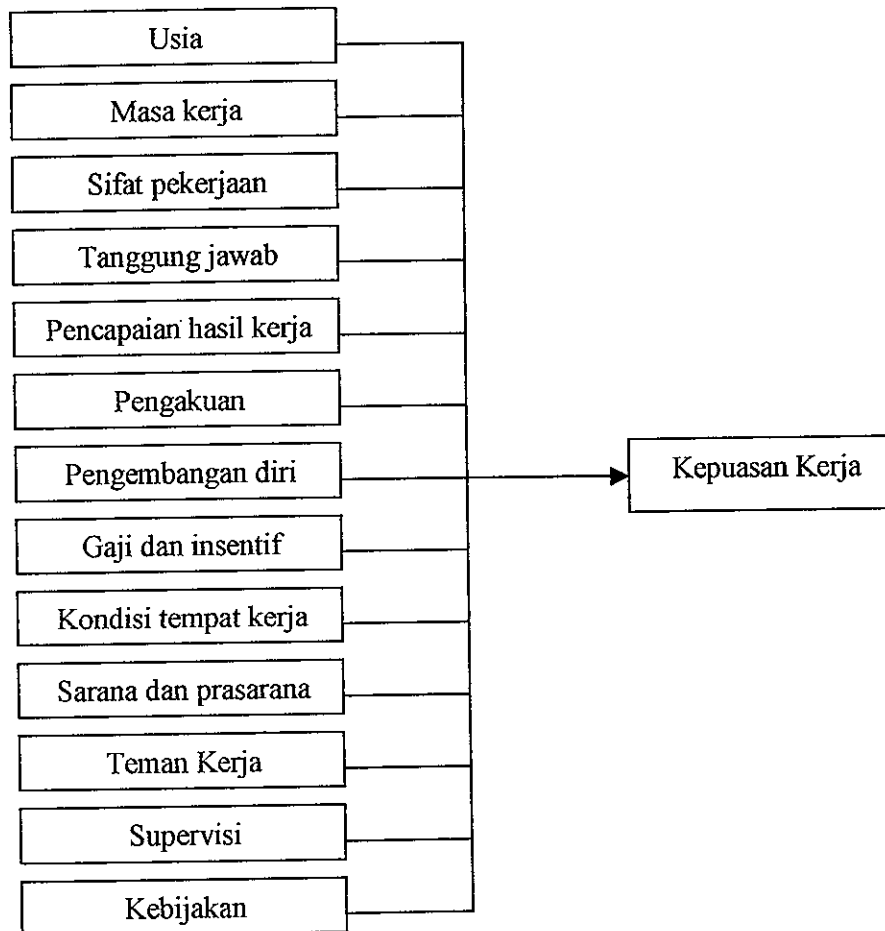 Usia
Masa kerja
Sifat pekerjaan
Tanggung jawab
Pencapaian hasil kerja
Pengakuan
Pengembangan diri
Kepuasan Kerja
Gaji dan insentif
Kondisi tempat kerja
Sarana dan prasarana
Teman Kerja
Supervisi
Kebijakan